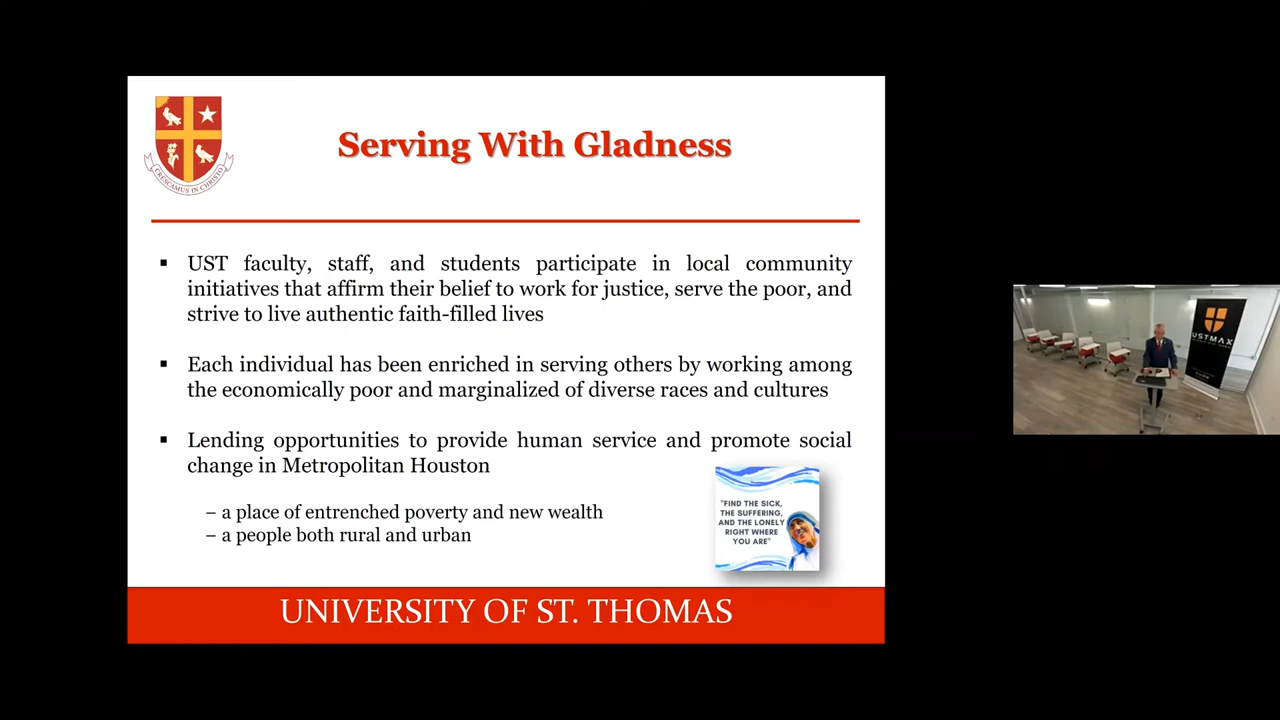 Serving With Gladness
CRESCAMUS IN CHRISTO
▪ UST faculty, staff, and students participate in local community
initiatives that affirm their belief to work for justice, serve the poor, and
strive to live authentic faith-filled lives
▪ Each individual has been enriched in serving others by working among
the economically poor and marginalized of diverse races and cultures
▪ Lending opportunities to provide human service and promote social
change in Metropolitan Houston
– a place of entrenched poverty and new wealth
– a people both rural and urban
"FIND THE SICK,
THE SUFFERING,
AND THE LONELY
RIGHT WHERE
YOU ARE"
UNIVERSITY OF ST. THOMAS
USTMAX